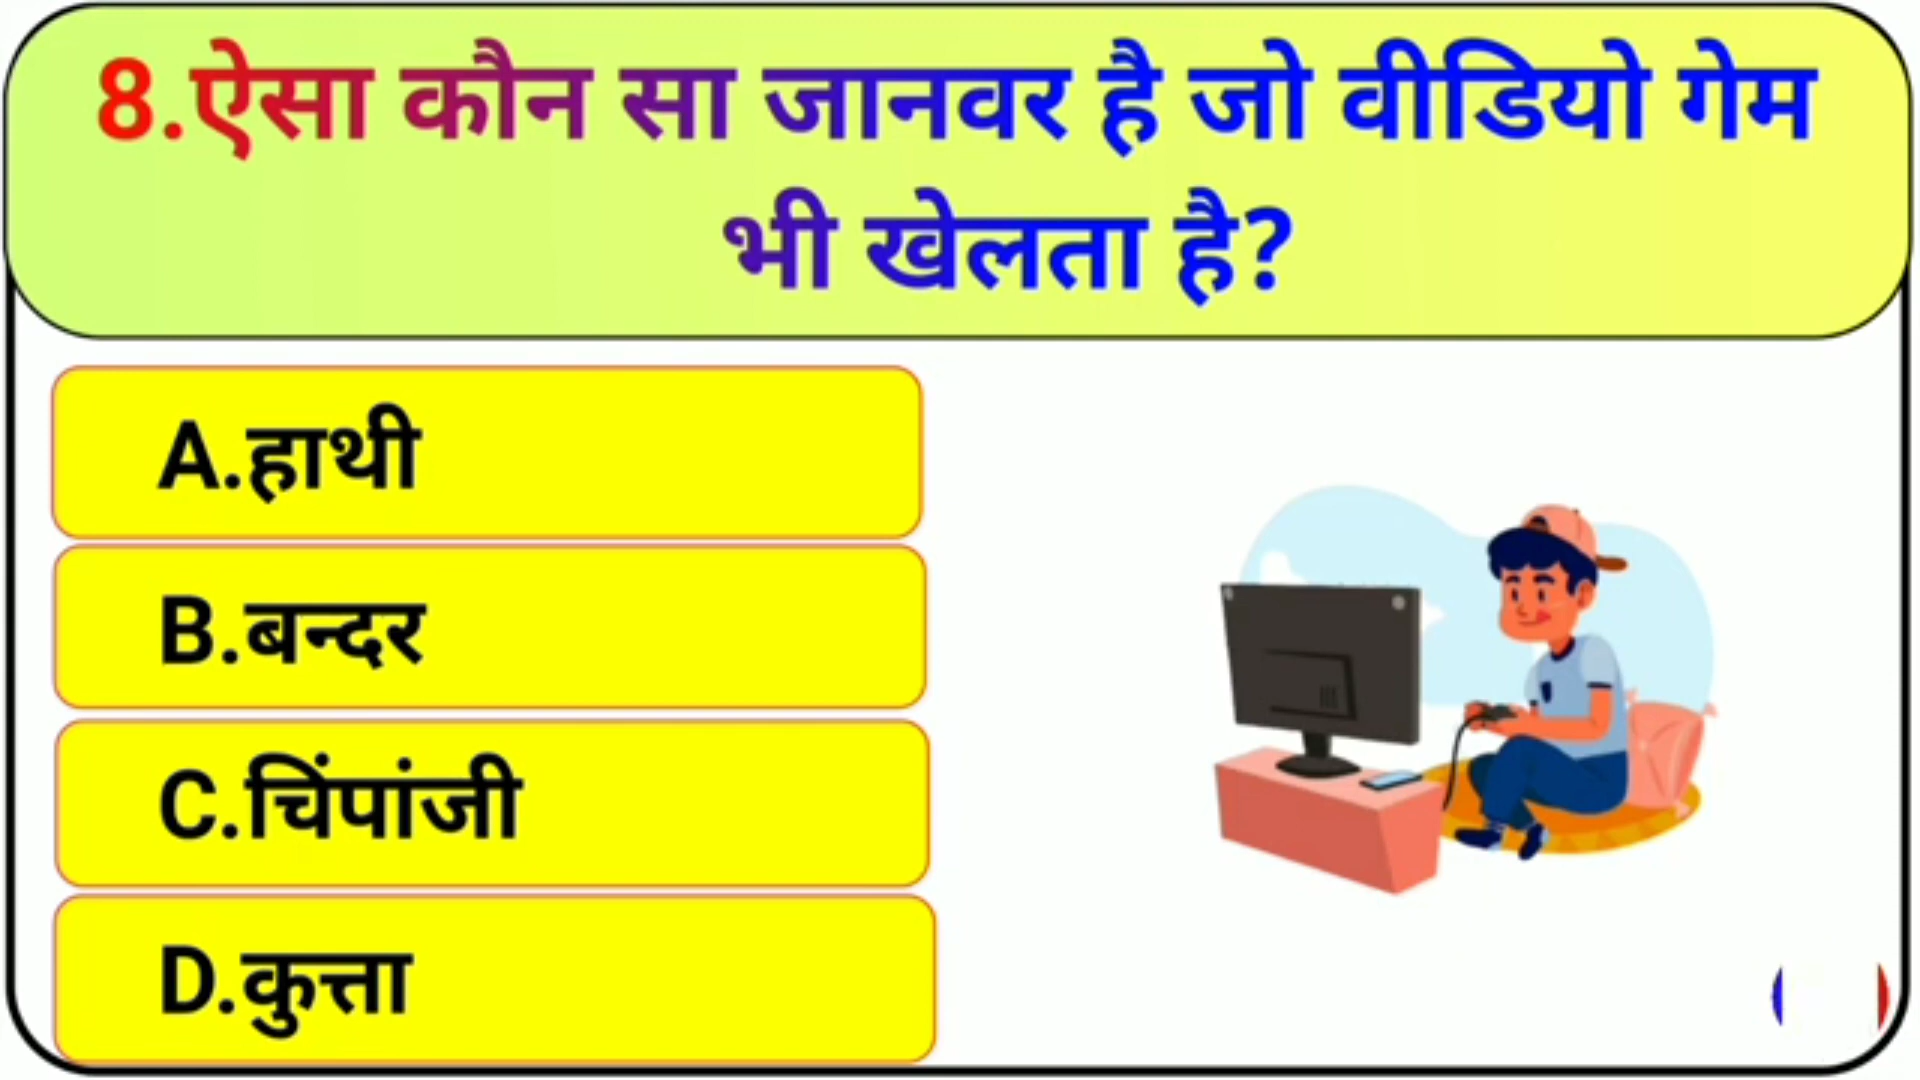 8.ऐसा कौन सा जानवर है जो वीडियो गेम
भी खेलता है?
A.हाथी
B.बन्दर
C.चिंपांजी
D.कुत्ता